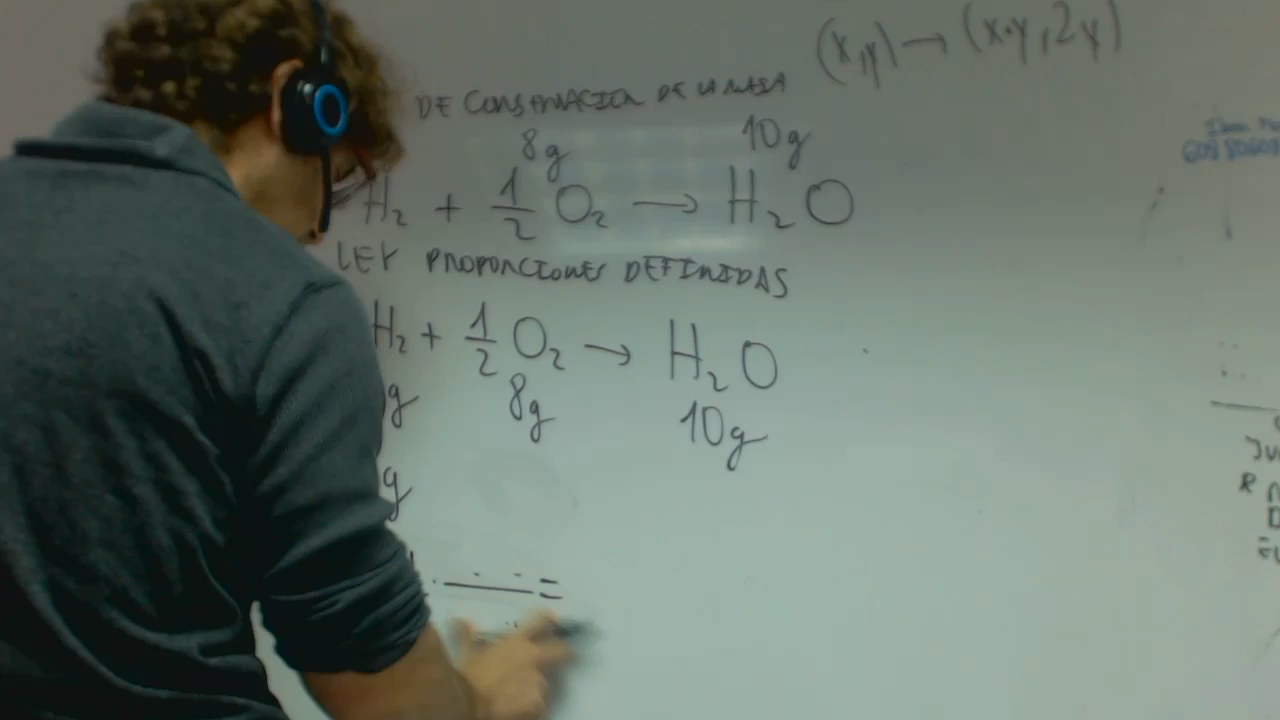 (x,y) → (x·y, 2y)
DE CONSERVACION DE LA MASA
8g 10g
H₂ + 1/2 O₂ → H₂O
LEY PROPORCIONES DEFINIDAS
H₂ + 1/2 O₂ → H₂O
g 8g 10g
g
=